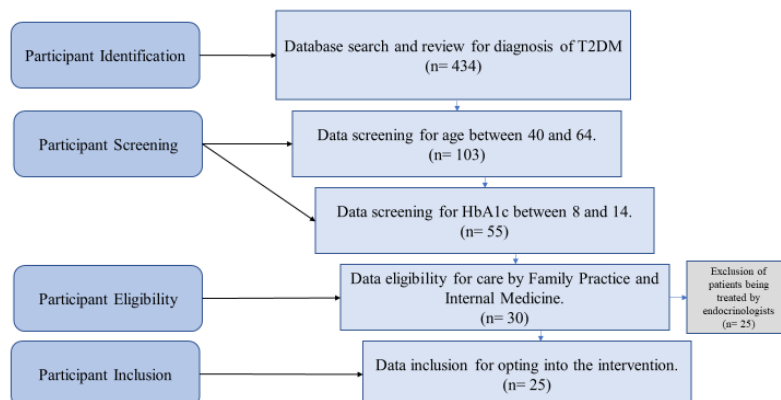 Participant Identification
Database search and review for diagnosis of T2DM
(n= 434)
Participant Screening
Data screening for age between 40 and 64.
(n= 103)
Data screening for HbA1c between 8 and 14.
(n= 55)
Participant Eligibility
Data eligibility for care by Family Practice and
Internal Medicine.
(n= 30)
Exclusion of
patients being
treated by
endocrinologists
(n= 25)
Participant Inclusion
Data inclusion for opting into the intervention.
(n= 25)